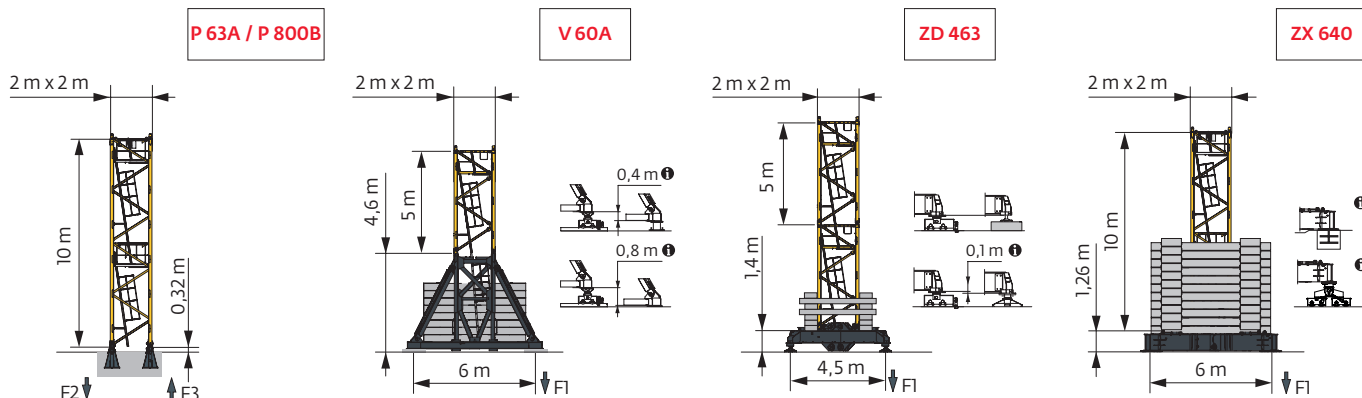 P 63A / P 800B
V 60A
ZD 463
ZX 640
2 m x 2 m
2 m x 2 m
2 m x 2 m
2 m x 2 m
10 m
0,32 m
F2
F3
4,6 m
5 m
0,4 m i
0,8 m i
6 m
F1
5 m
1,4 m
0,1 m i
4,5 m
F1
10 m
1,26 m
i
i
6 m
F1